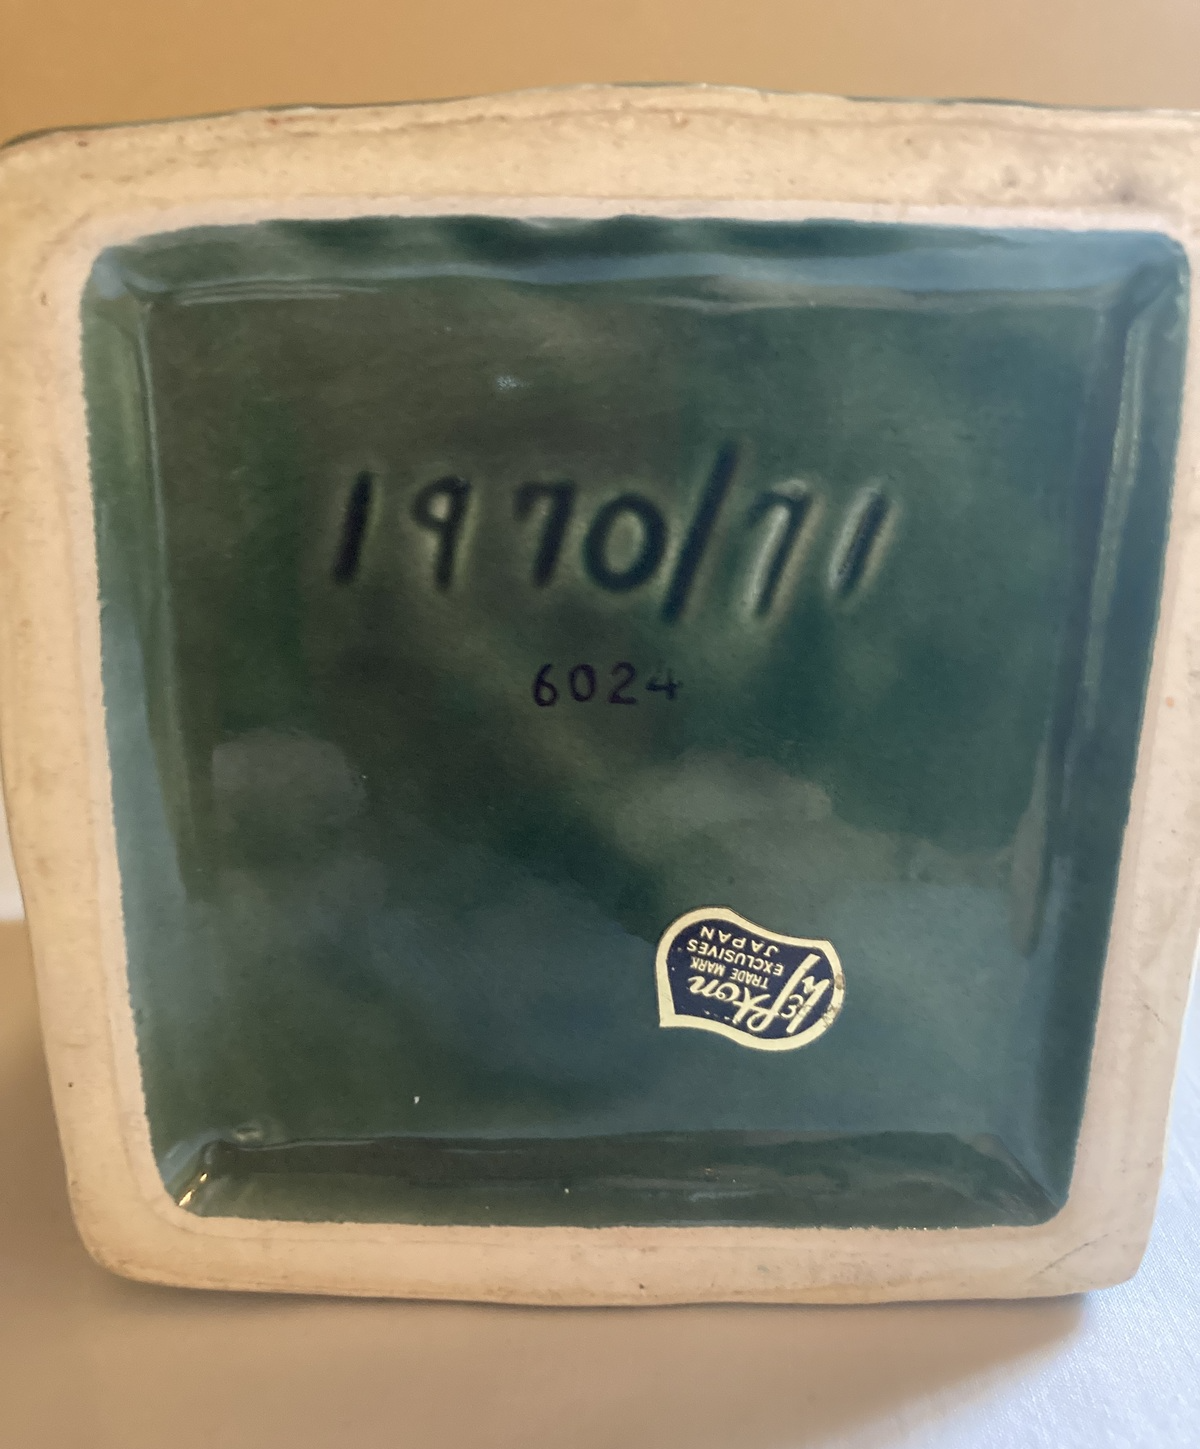 1970/71
6024
Lefton
TRADE MARK
EXCLUSIVES
JAPAN